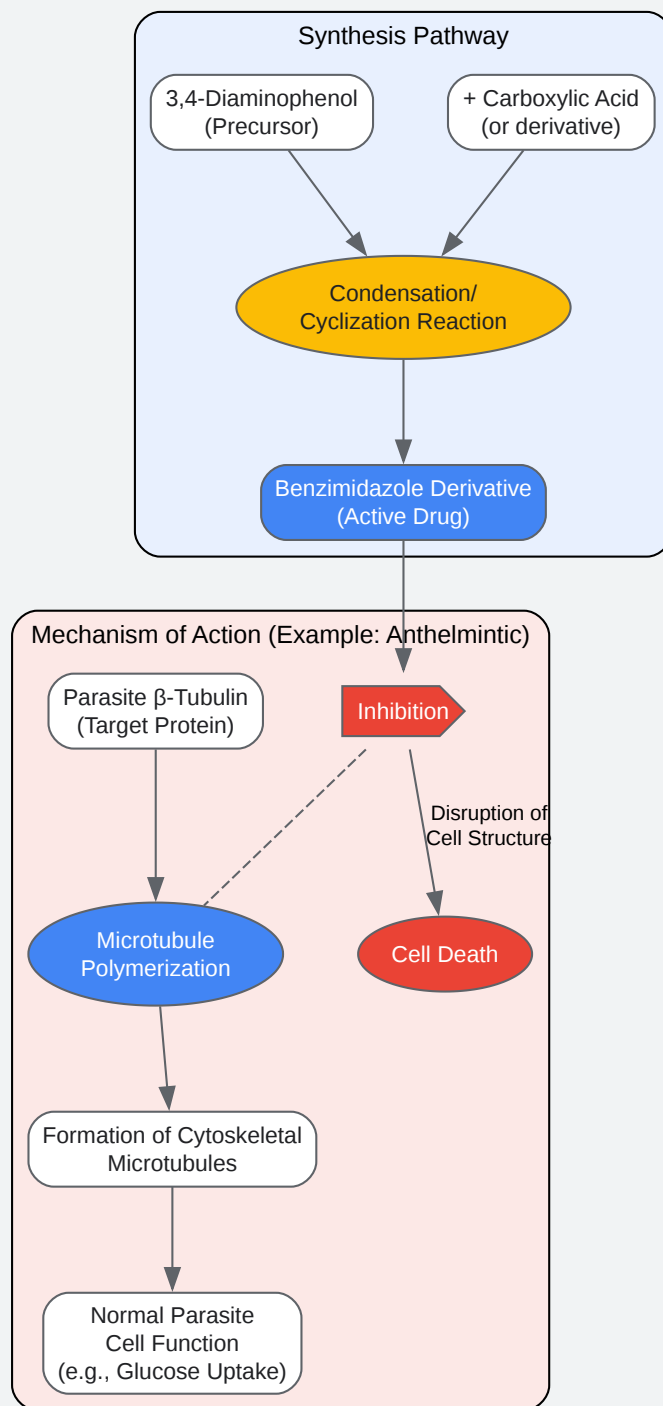 Synthesis Pathway
3,4-Diaminophenol
(Precursor)
+ Carboxylic Acid
(or derivative)
Condensation/
Cyclization Reaction
Benzimidazole Derivative
(Active Drug)
Mechanism of Action (Example: Anthelmintic)
Parasite β-Tubulin
(Target Protein)
Inhibition
Disruption of
Cell Structure
Microtubule
Polymerization
Cell Death
Formation of Cytoskeletal
Microtubules
Normal Parasite
Cell Function
(e.g., Glucose Uptake)